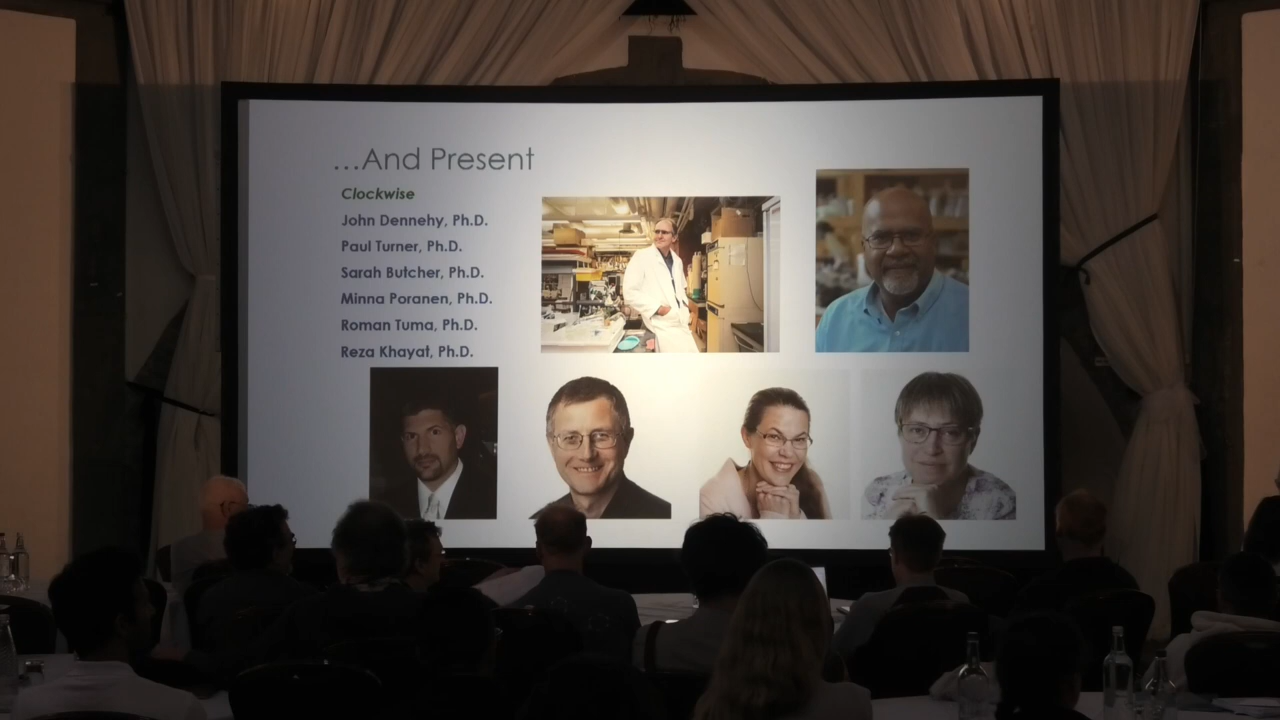 ...And Present
Clockwise
John Dennehy, Ph.D.
Paul Turner, Ph.D.
Sarah Butcher, Ph.D.
Minna Poranen, Ph.D.
Roman Tuma, Ph.D.
Reza Khayat, Ph.D.